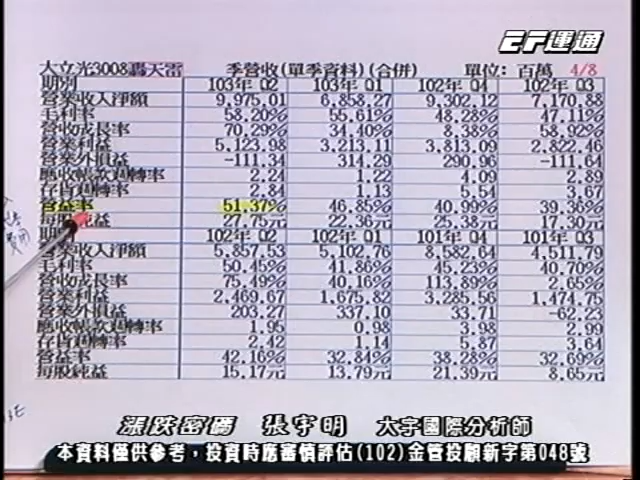 EF運通
大立光3008轟天雷 季營收(單季資料)(合併) 單位: 百萬 4/8
期別 103年 Q2 103年 Q1 102年 Q4 102年 Q3
營業收入淨額 9,975.01 6,858.27 9,302.12 7,170.88
毛利率 58.20% 55.61% 48.28% 47.11%
營收成長率 70.29% 34.40% 8.38% 58.92%
營業利益 5,123.98 3,213.11 3,813.09 2,822.46
營業外損益 -111.34 314.29 290.96 -111.64
應收帳款週轉率 2.24 1.22 4.09 2.89
存貨週轉率 2.84 1.13 5.54 3.67
營益率 51.37% 46.85% 40.99% 39.36%
每股純益 27.75元 22.36元 25.38元 17.30元
期別 102年 Q2 102年 Q1 101年 Q4 101年 Q3
營業收入淨額 5,857.53 5,102.76 8,582.64 4,511.79
毛利率 50.45% 41.86% 45.23% 40.70%
營收成長率 75.49% 40.16% 113.89% 2.65%
營業利益 2,469.67 1,675.82 3,285.56 1,474.75
營業外損益 203.27 337.10 33.71 -62.23
應收帳款週轉率 1.95 0.98 3.98 2.99
存貨週轉率 2.42 1.14 5.87 3.64
營益率 42.16% 32.84% 38.28% 32.69%
每股純益 15.17元 13.79元 21.39元 8.65元
漲跌密碼 張宇明 大宇國際分析師
本資料僅供參考，投資時應審慎評估(102)金管投顧新字第048號